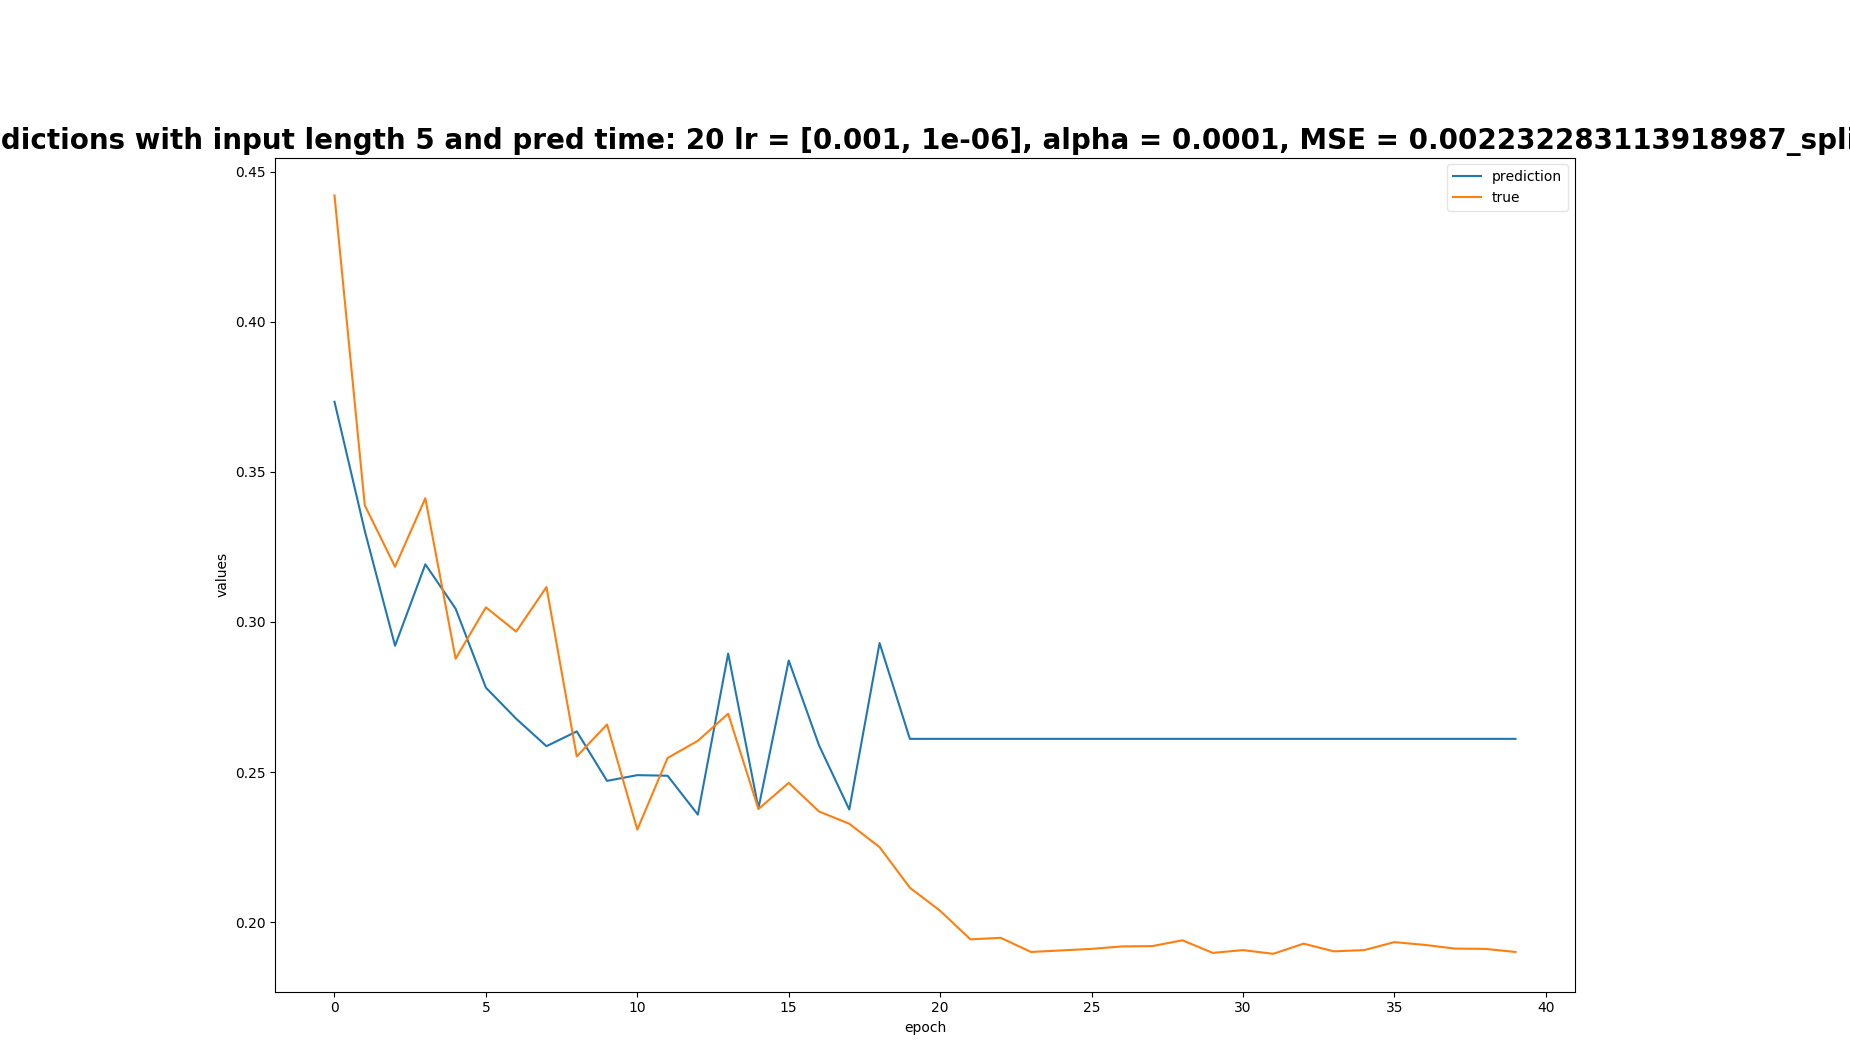 dictions with input length 5 and pred time: 20 lr = [0.001, 1e-06], alpha = 0.0001, MSE = 0.002232283113918987_spli
prediction
true
0.45
0.40
0.35
0.30
0.25
0.20
values
0 5 10 15 20 25 30 35 40
epoch